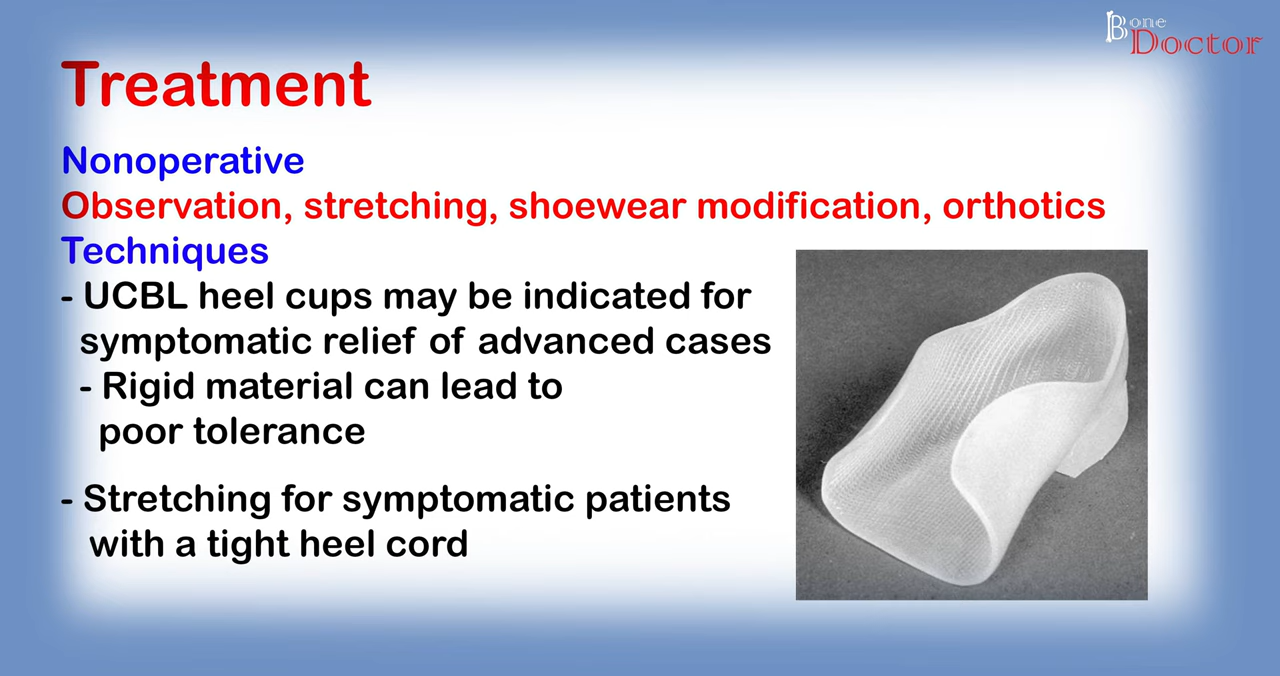 Bone
Doctor
Treatment
Nonoperative
Observation, stretching, shoewear modification, orthotics
Techniques
- UCBL heel cups may be indicated for
symptomatic relief of advanced cases
- Rigid material can lead to
poor tolerance
- Stretching for symptomatic patients
with a tight heel cord